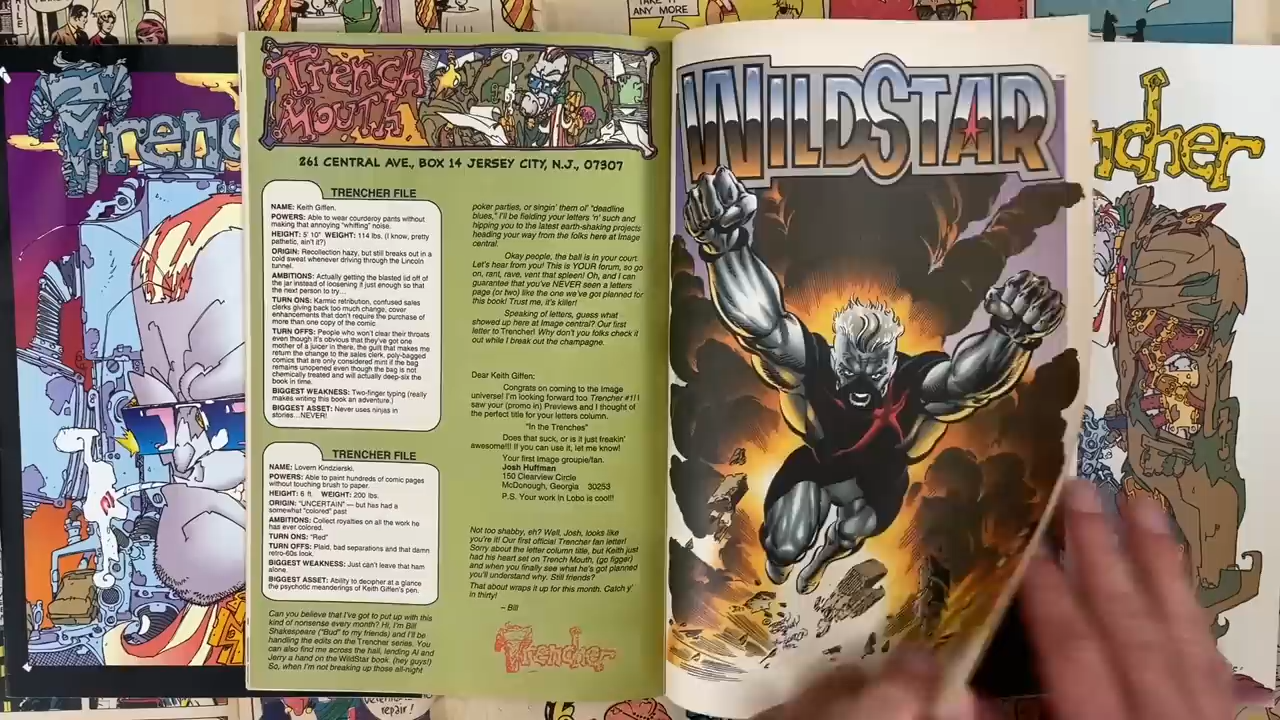 TAKE IT
ANY MORE
Trench
Mouth
261 CENTRAL AVE., BOX 14 JERSEY CITY, N.J., 07307
TRENCHER FILE
NAME: Keith Giffen.
POWERS: Able to wear courderoy pants without
making that annoying "whifting" noise.
HEIGHT: 5' 10" WEIGHT: 114 lbs. (I know, pretty
pathetic, ain't it?)
ORIGIN: Recollection hazy, but still breaks out in a
cold sweat whenever driving through the Lincoln
tunnel.
AMBITIONS: Actually getting the blasted lid off of
the jar instead of loosening it just enough so that
the next person to try...
TURN ONS: Karmic retribution, confused sales
clerks giving back too much change, cover
enhancements that don't require the purchase of
more than one copy of the comic.
TURN OFFS: People who won't clear their throats
even though it's obvious that they've got one
mother of a juicer in there, the guilt that makes me
return the change to the sales clerk, poly-bagged
comics that are only considered mint if the bag
remains unopened even though the bag is not
chemically treated and will actually deep-six the
book in time.
BIGGEST WEAKNESS: Two-finger typing (really
makes writing this book an adventure.)
BIGGEST ASSET: Never uses ninjas in
stories...NEVER!
TRENCHER FILE
NAME: Lovern Kindzierski.
POWERS: Able to paint hundreds of comic pages
without touching brush to paper.
HEIGHT: 6 ft. WEIGHT: 200 lbs.
ORIGIN: "UNCERTAIN" — but has had a
somewhat "colored" past
AMBITIONS: Collect royalties on all the work he
has ever colored.
TURN ONS: "Red"
TURN OFFS: Plaid, bad separations and that damn
retro-60s look.
BIGGEST WEAKNESS: Just can't leave that ham
alone.
BIGGEST ASSET: Ability to decipher at a glance
the psychotic meanderings of Keith Giffen's pen.
Can you believe that I've got to put up with this
kind of nonsense every month? Hi, I'm Bill
Shakespeare ("Bud" to my friends) and I'll be
handling the edits on the Trencher series. You
can also find me across the hall, lending Al and
Jerry a hand on the WildStar book. (hey guys!)
So, when I'm not breaking up those all-night
poker parties, or singin' them ol' "deadline
blues," I'll be fielding your letters 'n' such and
hipping you to the latest earth-shaking projects
heading your way from the folks here at Image
central.
Okay people, the ball is in your court.
Let's hear from you! This is YOUR forum, so go
on, rant, rave, vent that spleen! Oh, and I can
guarantee that you've NEVER seen a letters
page (or two) like the one we've got planned for
this book! Trust me, it's killer!
Speaking of letters, guess what
showed up here at Image central? Our first
letter to Trencher! Why don't you folks check it
out while I break out the champagne.
Dear Keith Giffen:
Congrats on coming to the Image
universe! I'm looking forward too Trencher #1! I
saw your (promo in) Previews and I thought of
the perfect title for your letters column.
"In the Trenches"
Does that suck, or is it just freakin'
awesome!!! If you can use it, let me know!
Your first Image groupie/fan.
Josh Huffman
150 Clearview Circle
McDonough, Georgia 30253
P.S. Your work in Lobo is cool!!
Not too shabby, eh? Well, Josh, looks like
you're it! Our first official Trencher fan letter!
Sorry about the letter column title, but Keith just
had his heart set on Trench Mouth, (go figger)
and when you finally see what he's got planned
you'll understand why. Still friends?
That about wraps it up for this month. Catch y'
in thirty!
– Bill
Trencher
WILDSTAR
repair!